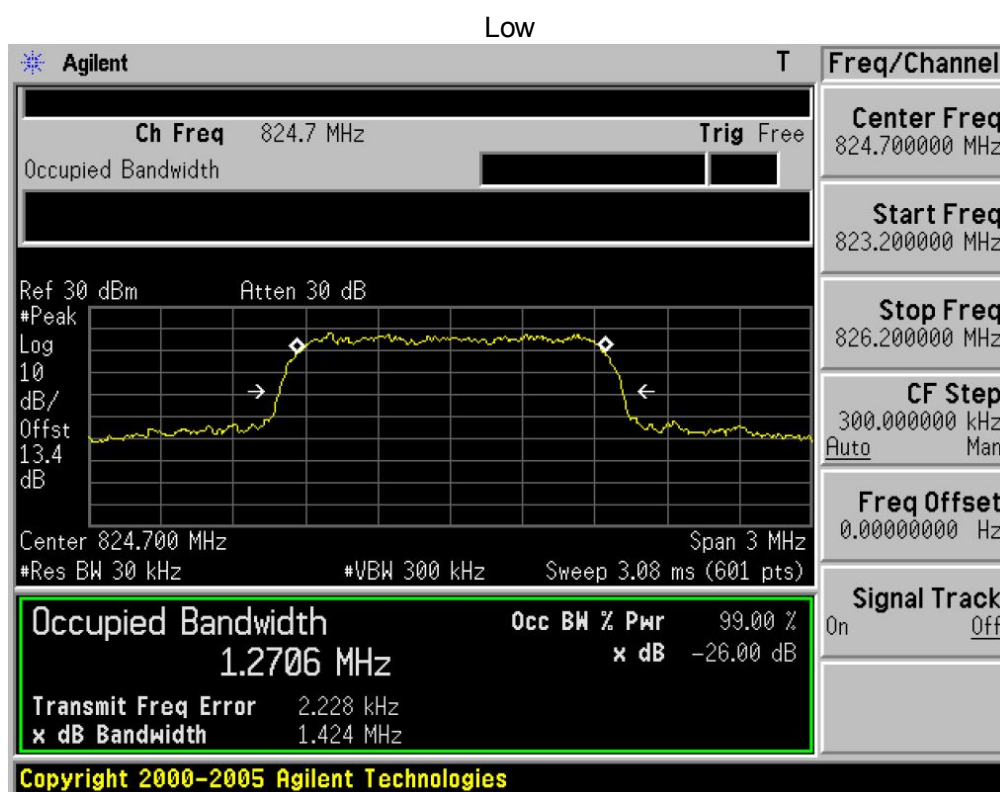 Low
Agilent T
Freq/Channel
Ch Freq 824.7 MHz Trig Free
Occupied Bandwidth
Center Freq
824.700000 MHz
Start Freq
823.200000 MHz
Stop Freq
826.200000 MHz
CF Step
300.000000 kHz
Auto Man
Freq Offset
0.00000000 Hz
Signal Track
On Off
Ref 30 dBm Atten 30 dB
#Peak
Log
10
dB/
Offst
13.4
dB
Center 824.700 MHz Span 3 MHz
#Res BW 30 kHz #VBW 300 kHz Sweep 3.08 ms (601 pts)
Occupied Bandwidth Occ BW % Pwr 99.00 %
1.2706 MHz x dB -26.00 dB
Transmit Freq Error 2.228 kHz
x dB Bandwidth 1.424 MHz
Copyright 2000-2005 Agilent Technologies